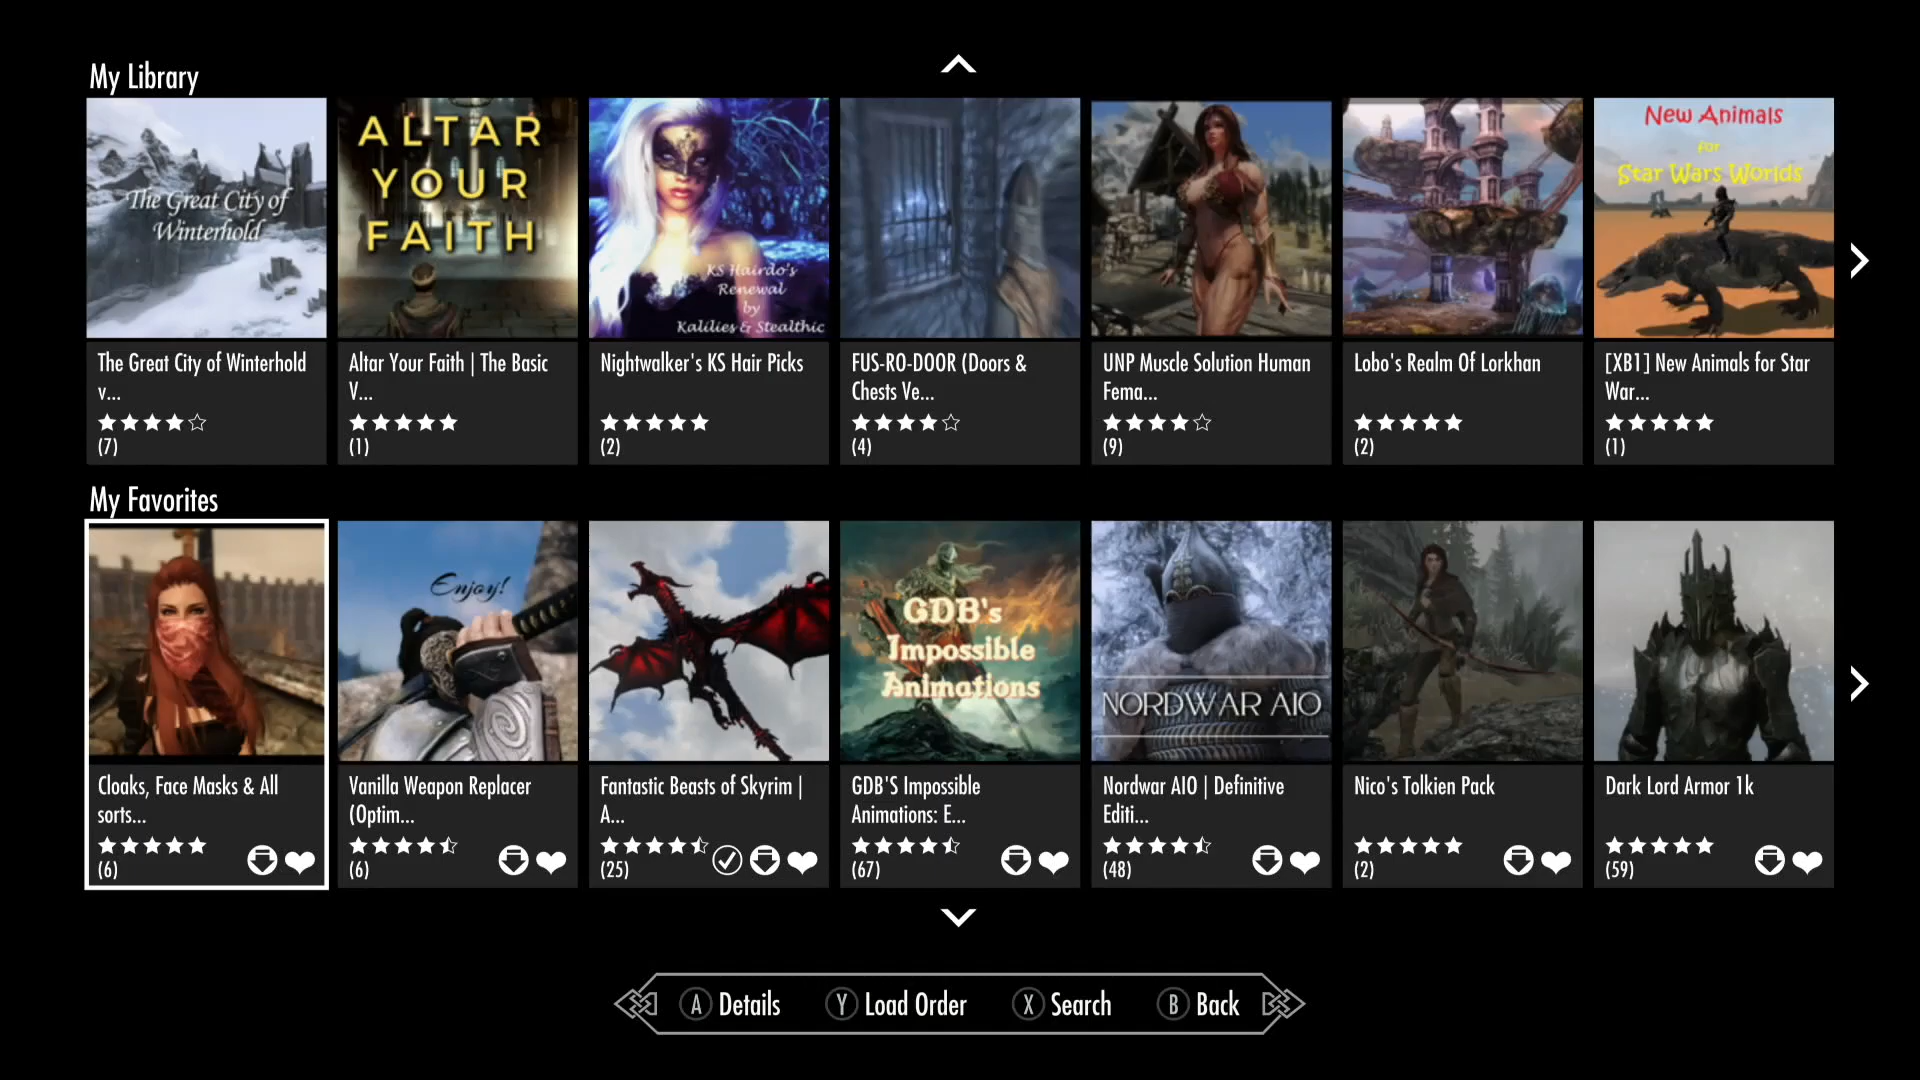 My Library
The Great City of
Winterhold
ALTAR
YOUR
FAITH
KS Hairdo's
Renewal
by
Kalilies & Stealthic
New Animals
for
Star Wars Worlds
The Great City of Winterhold
v...
(7)
Altar Your Faith | The Basic
V...
(1)
Nightwalker's KS Hair Picks
(2)
FUS-RO-DOOR (Doors &
Chests Ve...
(4)
UNP Muscle Solution Human
Fema...
(9)
Lobo's Realm Of Lorkhan
(2)
[XB1] New Animals for Star
War...
(1)
My Favorites
Enjoy!
GDB's
Impossible
Animations
NORDWAR AIO
Cloaks, Face Masks & All
sorts...
(6)
Vanilla Weapon Replacer
(Optim...
(6)
Fantastic Beasts of Skyrim |
A...
(25)
GDB'S Impossible
Animations: E...
(67)
Nordwar AIO | Definitive
Editi...
(48)
Nico's Tolkien Pack
(2)
Dark Lord Armor 1k
(59)
A Details Y Load Order X Search B Back